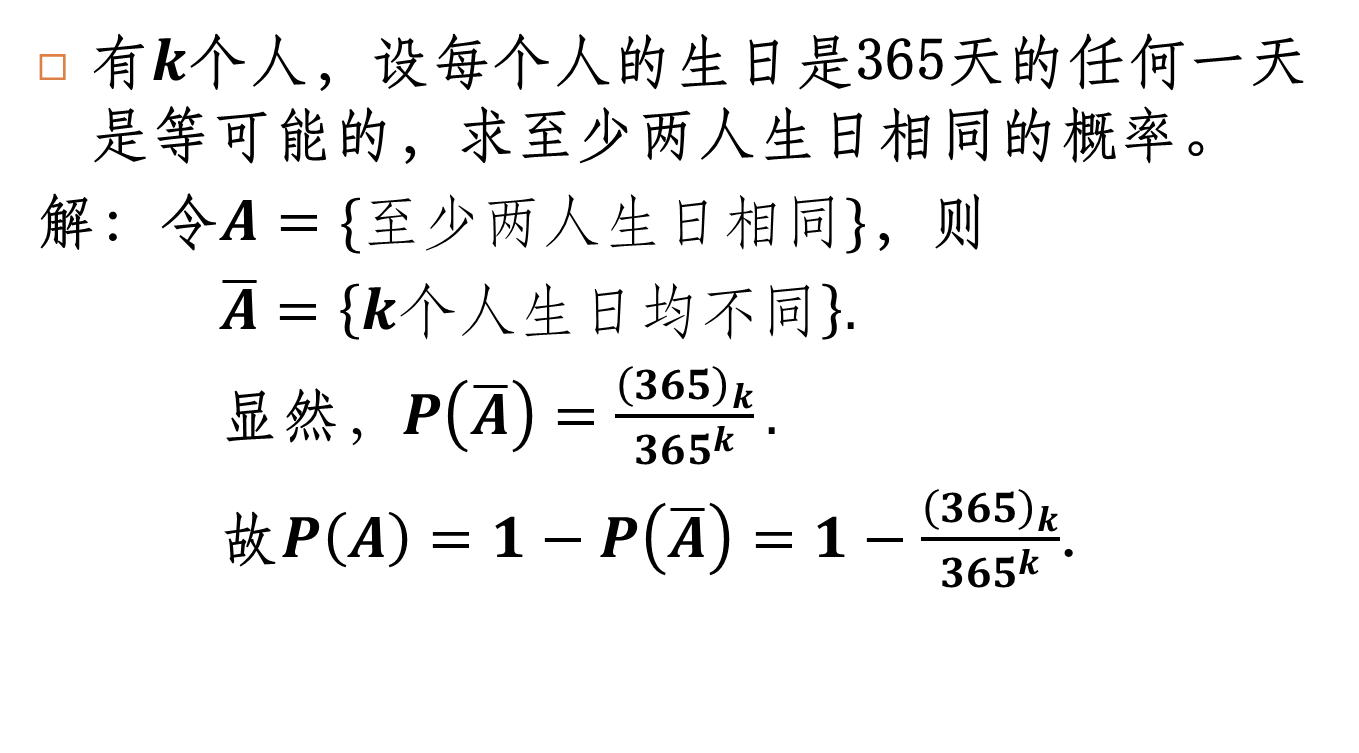 □ 有k个人，设每个人的生日是365天的任何一天
是等可能的，求至少两人生日相同的概率。
解：令A = {至少两人生日相同}，则
A̅ = {k个人生日均不同}.
显然，P(A̅) = (365)ₖ / 365ᵏ .
故P(A) = 1 − P(A̅) = 1 − (365)ₖ / 365ᵏ.